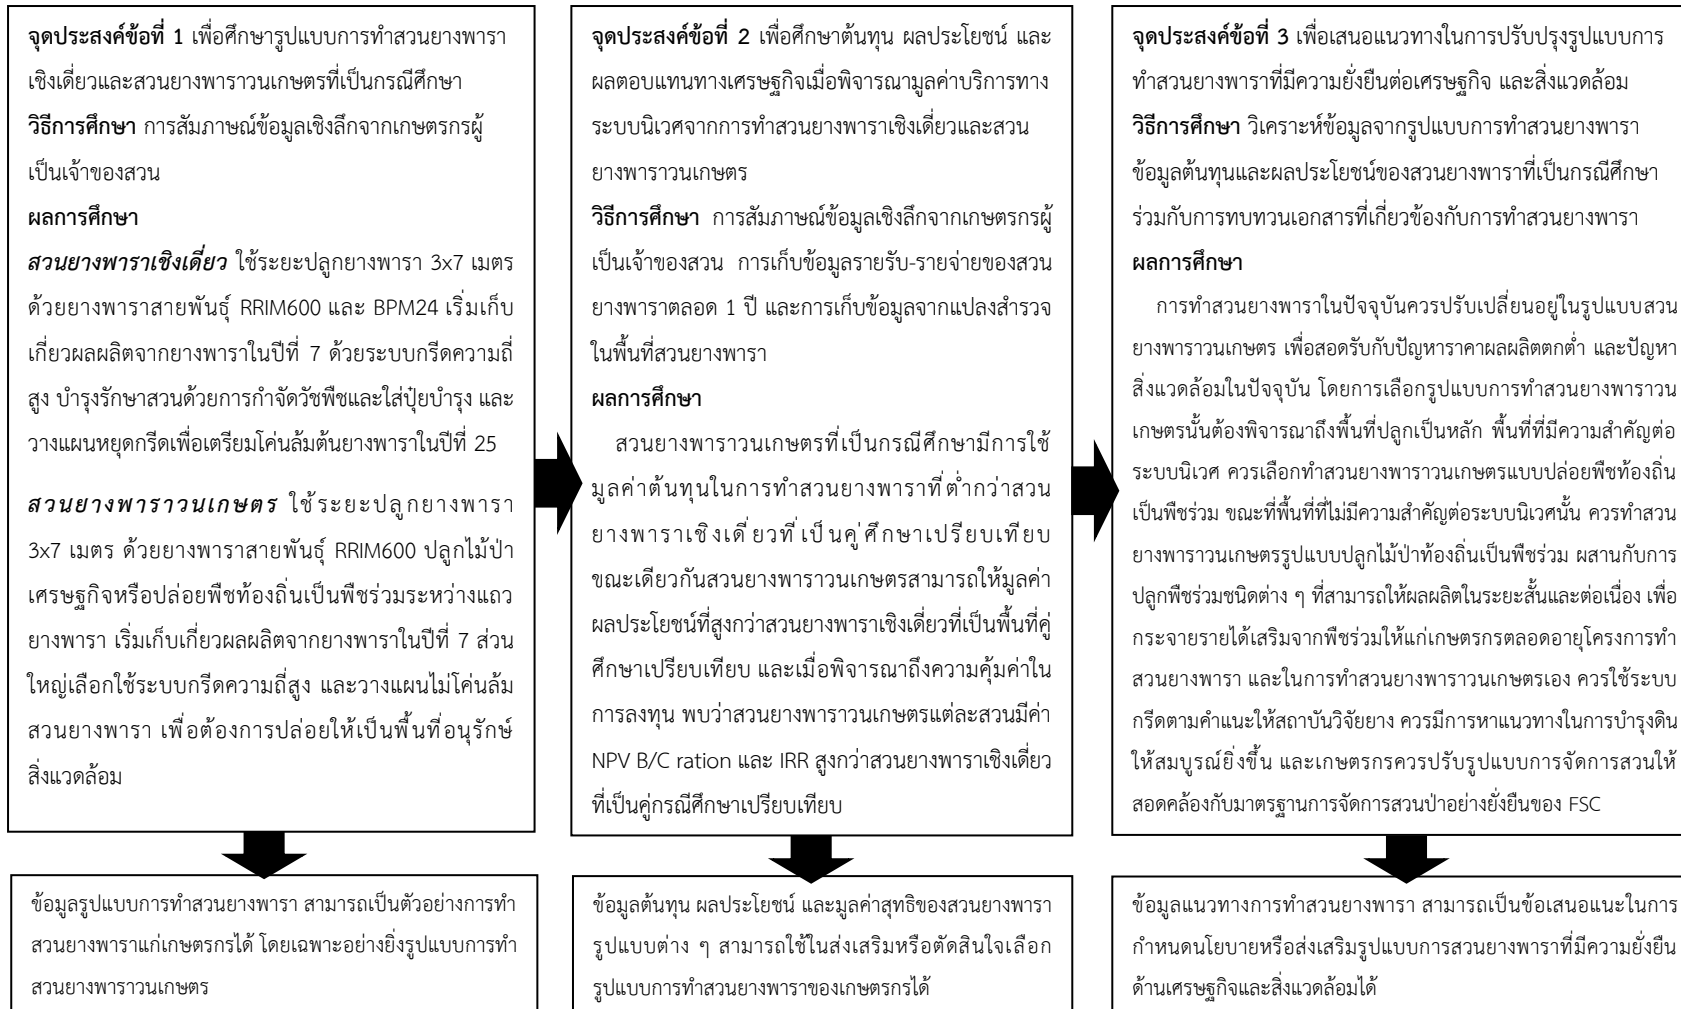 จุดประสงค์ข้อที่ 1 เพื่อศึกษารูปแบบการทำสวนยางพารา
เชิงเดี่ยวและสวนยางพาราวนเกษตรที่เป็นกรณีศึกษา
วิธีการศึกษา การสัมภาษณ์ข้อมูลเชิงลึกจากเกษตรกรผู้
เป็นเจ้าของสวน
ผลการศึกษา
สวนยางพาราเชิงเดี่ยว ใช้ระยะปลูกยางพารา 3x7 เมตร
ด้วยยางพาราสายพันธุ์ RRIM600 และ BPM24 เริ่มเก็บ
เกี่ยวผลผลิตจากยางพาราในปีที่ 7 ด้วยระบบกรีดความถี่
สูง บำรุงรักษาสวนด้วยการกำจัดวัชพืชและใส่ปุ๋ยบำรุง และ
วางแผนหยุดกรีดเพื่อเตรียมโค่นล้มต้นยางพาราในปีที่ 25
สวนยางพาราวนเกษตร ใช้ระยะปลูกยางพารา
3x7 เมตร ด้วยยางพาราสายพันธุ์ RRIM600 ปลูกไม้ป่า
เศรษฐกิจหรือปล่อยพืชท้องถิ่นเป็นพืชร่วมระหว่างแถว
ยางพารา เริ่มเก็บเกี่ยวผลผลิตจากยางพาราในปีที่ 7 ส่วน
ใหญ่เลือกใช้ระบบกรีดความถี่สูง และวางแผนไม่โค่นล้ม
สวนยางพารา เพื่อต้องการปล่อยให้เป็นพื้นที่อนุรักษ์
สิ่งแวดล้อม
ข้อมูลรูปแบบการทำสวนยางพารา สามารถเป็นตัวอย่างการทำ
สวนยางพาราแก่เกษตรกรได้ โดยเฉพาะอย่างยิ่งรูปแบบการทำ
สวนยางพาราวนเกษตร
จุดประสงค์ข้อที่ 2 เพื่อศึกษาต้นทุน ผลประโยชน์ และ
ผลตอบแทนทางเศรษฐกิจเมื่อพิจารณามูลค่าบริการทาง
ระบบนิเวศจากการทำสวนยางพาราเชิงเดี่ยวและสวน
ยางพาราวนเกษตร
วิธีการศึกษา การสัมภาษณ์ข้อมูลเชิงลึกจากเกษตรกรผู้
เป็นเจ้าของสวน การเก็บข้อมูลรายรับ-รายจ่ายของสวน
ยางพาราตลอด 1 ปี และการเก็บข้อมูลจากแปลงสำรวจ
ในพื้นที่สวนยางพารา
ผลการศึกษา
สวนยางพาราวนเกษตรที่เป็นกรณีศึกษามีการใช้
มูลค่าต้นทุนในการทำสวนยางพาราที่ต่ำกว่าสวน
ยางพาราเชิงเดี่ยวที่เป็นคู่ศึกษาเปรียบเทียบ
ขณะเดียวกันสวนยางพาราวนเกษตรสามารถให้มูลค่า
ผลประโยชน์ที่สูงกว่าสวนยางพาราเชิงเดี่ยวที่เป็นพื้นที่คู่
ศึกษาเปรียบเทียบ และเมื่อพิจารณาถึงความคุ้มค่าใน
การลงทุน พบว่าสวนยางพาราวนเกษตรแต่ละสวนมีค่า
NPV B/C ration และ IRR สูงกว่าสวนยางพาราเชิงเดี่ยว
ที่เป็นคู่กรณีศึกษาเปรียบเทียบ
ข้อมูลต้นทุน ผลประโยชน์ และมูลค่าสุทธิของสวนยางพารา
รูปแบบต่าง ๆ สามารถใช้ในส่งเสริมหรือตัดสินใจเลือก
รูปแบบการทำสวนยางพาราของเกษตรกรได้
จุดประสงค์ข้อที่ 3 เพื่อเสนอแนวทางในการปรับปรุงรูปแบบการ
ทำสวนยางพาราที่มีความยั่งยืนต่อเศรษฐกิจ และสิ่งแวดล้อม
วิธีการศึกษา วิเคราะห์ข้อมูลจากรูปแบบการทำสวนยางพารา
ข้อมูลต้นทุนและผลประโยชน์ของสวนยางพาราที่เป็นกรณีศึกษา
ร่วมกับการทบทวนเอกสารที่เกี่ยวข้องกับการทำสวนยางพารา
ผลการศึกษา
การทำสวนยางพาราในปัจจุบันควรปรับเปลี่ยนอยู่ในรูปแบบสวน
ยางพาราวนเกษตร เพื่อสอดรับกับปัญหาราคาผลผลิตตกต่ำ และปัญหา
สิ่งแวดล้อมในปัจจุบัน โดยการเลือกรูปแบบการทำสวนยางพาราวน
เกษตรนั้นต้องพิจารณาถึงพื้นที่ปลูกเป็นหลัก พื้นที่ที่มีความสำคัญต่อ
ระบบนิเวศ ควรเลือกทำสวนยางพาราวนเกษตรแบบปล่อยพืชท้องถิ่น
เป็นพืชร่วม ขณะที่พื้นที่ที่ไม่มีความสำคัญต่อระบบนิเวศนั้น ควรทำสวน
ยางพาราวนเกษตรรูปแบบปลูกไม้ป่าท้องถิ่นเป็นพืชร่วม ผสานกับการ
ปลูกพืชร่วมชนิดต่าง ๆ ที่สามารถให้ผลผลิตในระยะสั้นและต่อเนื่อง เพื่อ
กระจายรายได้เสริมจากพืชร่วมให้แก่เกษตรกรตลอดอายุโครงการทำ
สวนยางพารา และในการทำสวนยางพาราวนเกษตรเอง ควรใช้ระบบ
กรีดตามคำแนะให้สถาบันวิจัยยาง ควรมีการหาแนวทางในการบำรุงดิน
ให้สมบูรณ์ยิ่งขึ้น และเกษตรกรควรปรับรูปแบบการจัดการสวนให้
สอดคล้องกับมาตรฐานการจัดการสวนป่าอย่างยั่งยืนของ FSC
ข้อมูลแนวทางการทำสวนยางพารา สามารถเป็นข้อเสนอแนะในการ
กำหนดนโยบายหรือส่งเสริมรูปแบบการสวนยางพาราที่มีความยั่งยืน
ด้านเศรษฐกิจและสิ่งแวดล้อมได้